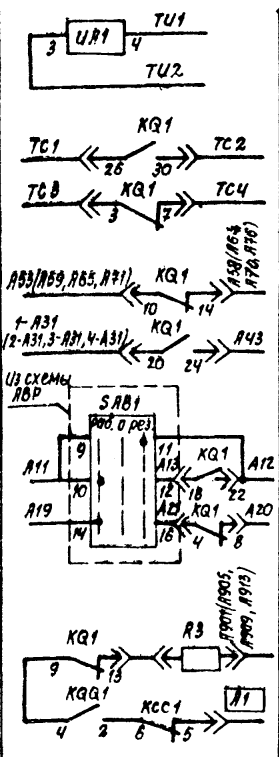 TU1
3 UA1 4
TU2
KQ1
TC1 26 30 TC2
KQ1
TC3 3 7 TC4
A53(A59, A65, A71) KQ1 A58(A64, A70, A76)
10 14
1-A31 KQ1
(2-A31, 3-A31, 4-A31) 20 24 A43
Из схемы
АВР
SAB1
раб. о рез
9 11 KQ1
A11 10 12 A13 18 22 A12
A19 14 16 A21 KQ1 4 8 A20
KQ1 R3 A901(A905, A909, A913)
9 13
KQQ1 KCC1 A1
4 2 6 5